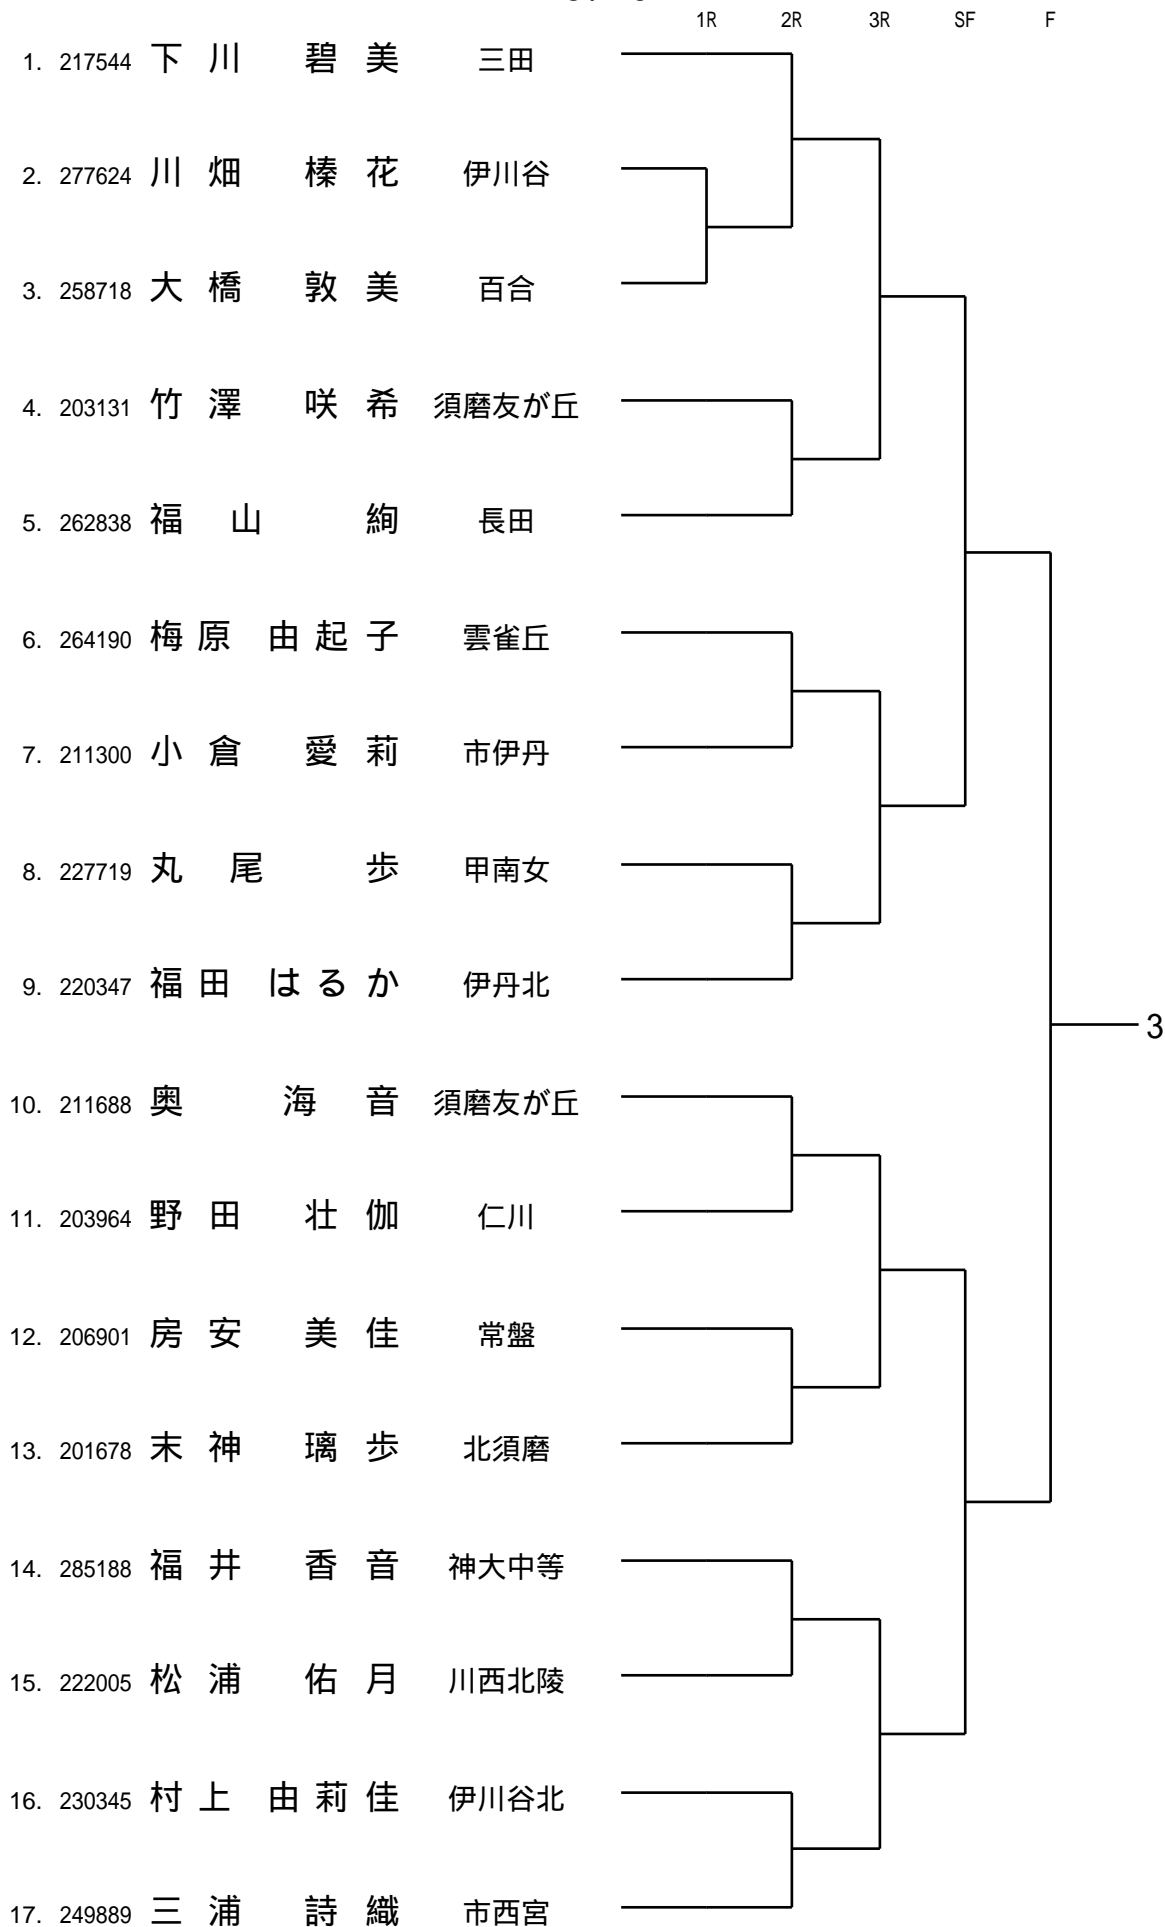 1R 2R 3R SF F
1. 217544 下川 碧美 三田
2. 277624 川畑 榛花 伊川谷
3. 258718 大橋 敦美 百合
4. 203131 竹澤 咲希 須磨友が丘
5. 262838 福山 絢 長田
6. 264190 梅原 由起子 雲雀丘
7. 211300 小倉 愛莉 市伊丹
8. 227719 丸尾 歩 甲南女
9. 220347 福田 はるか 伊丹北
3
10. 211688 奥 海音 須磨友が丘
11. 203964 野田 壮伽 仁川
12. 206901 房安 美佳 常盤
13. 201678 末神 璃歩 北須磨
14. 285188 福井 香音 神大中等
15. 222005 松浦 佑月 川西北陵
16. 230345 村上 由莉佳 伊川谷北
17. 249889 三浦 詩織 市西宮